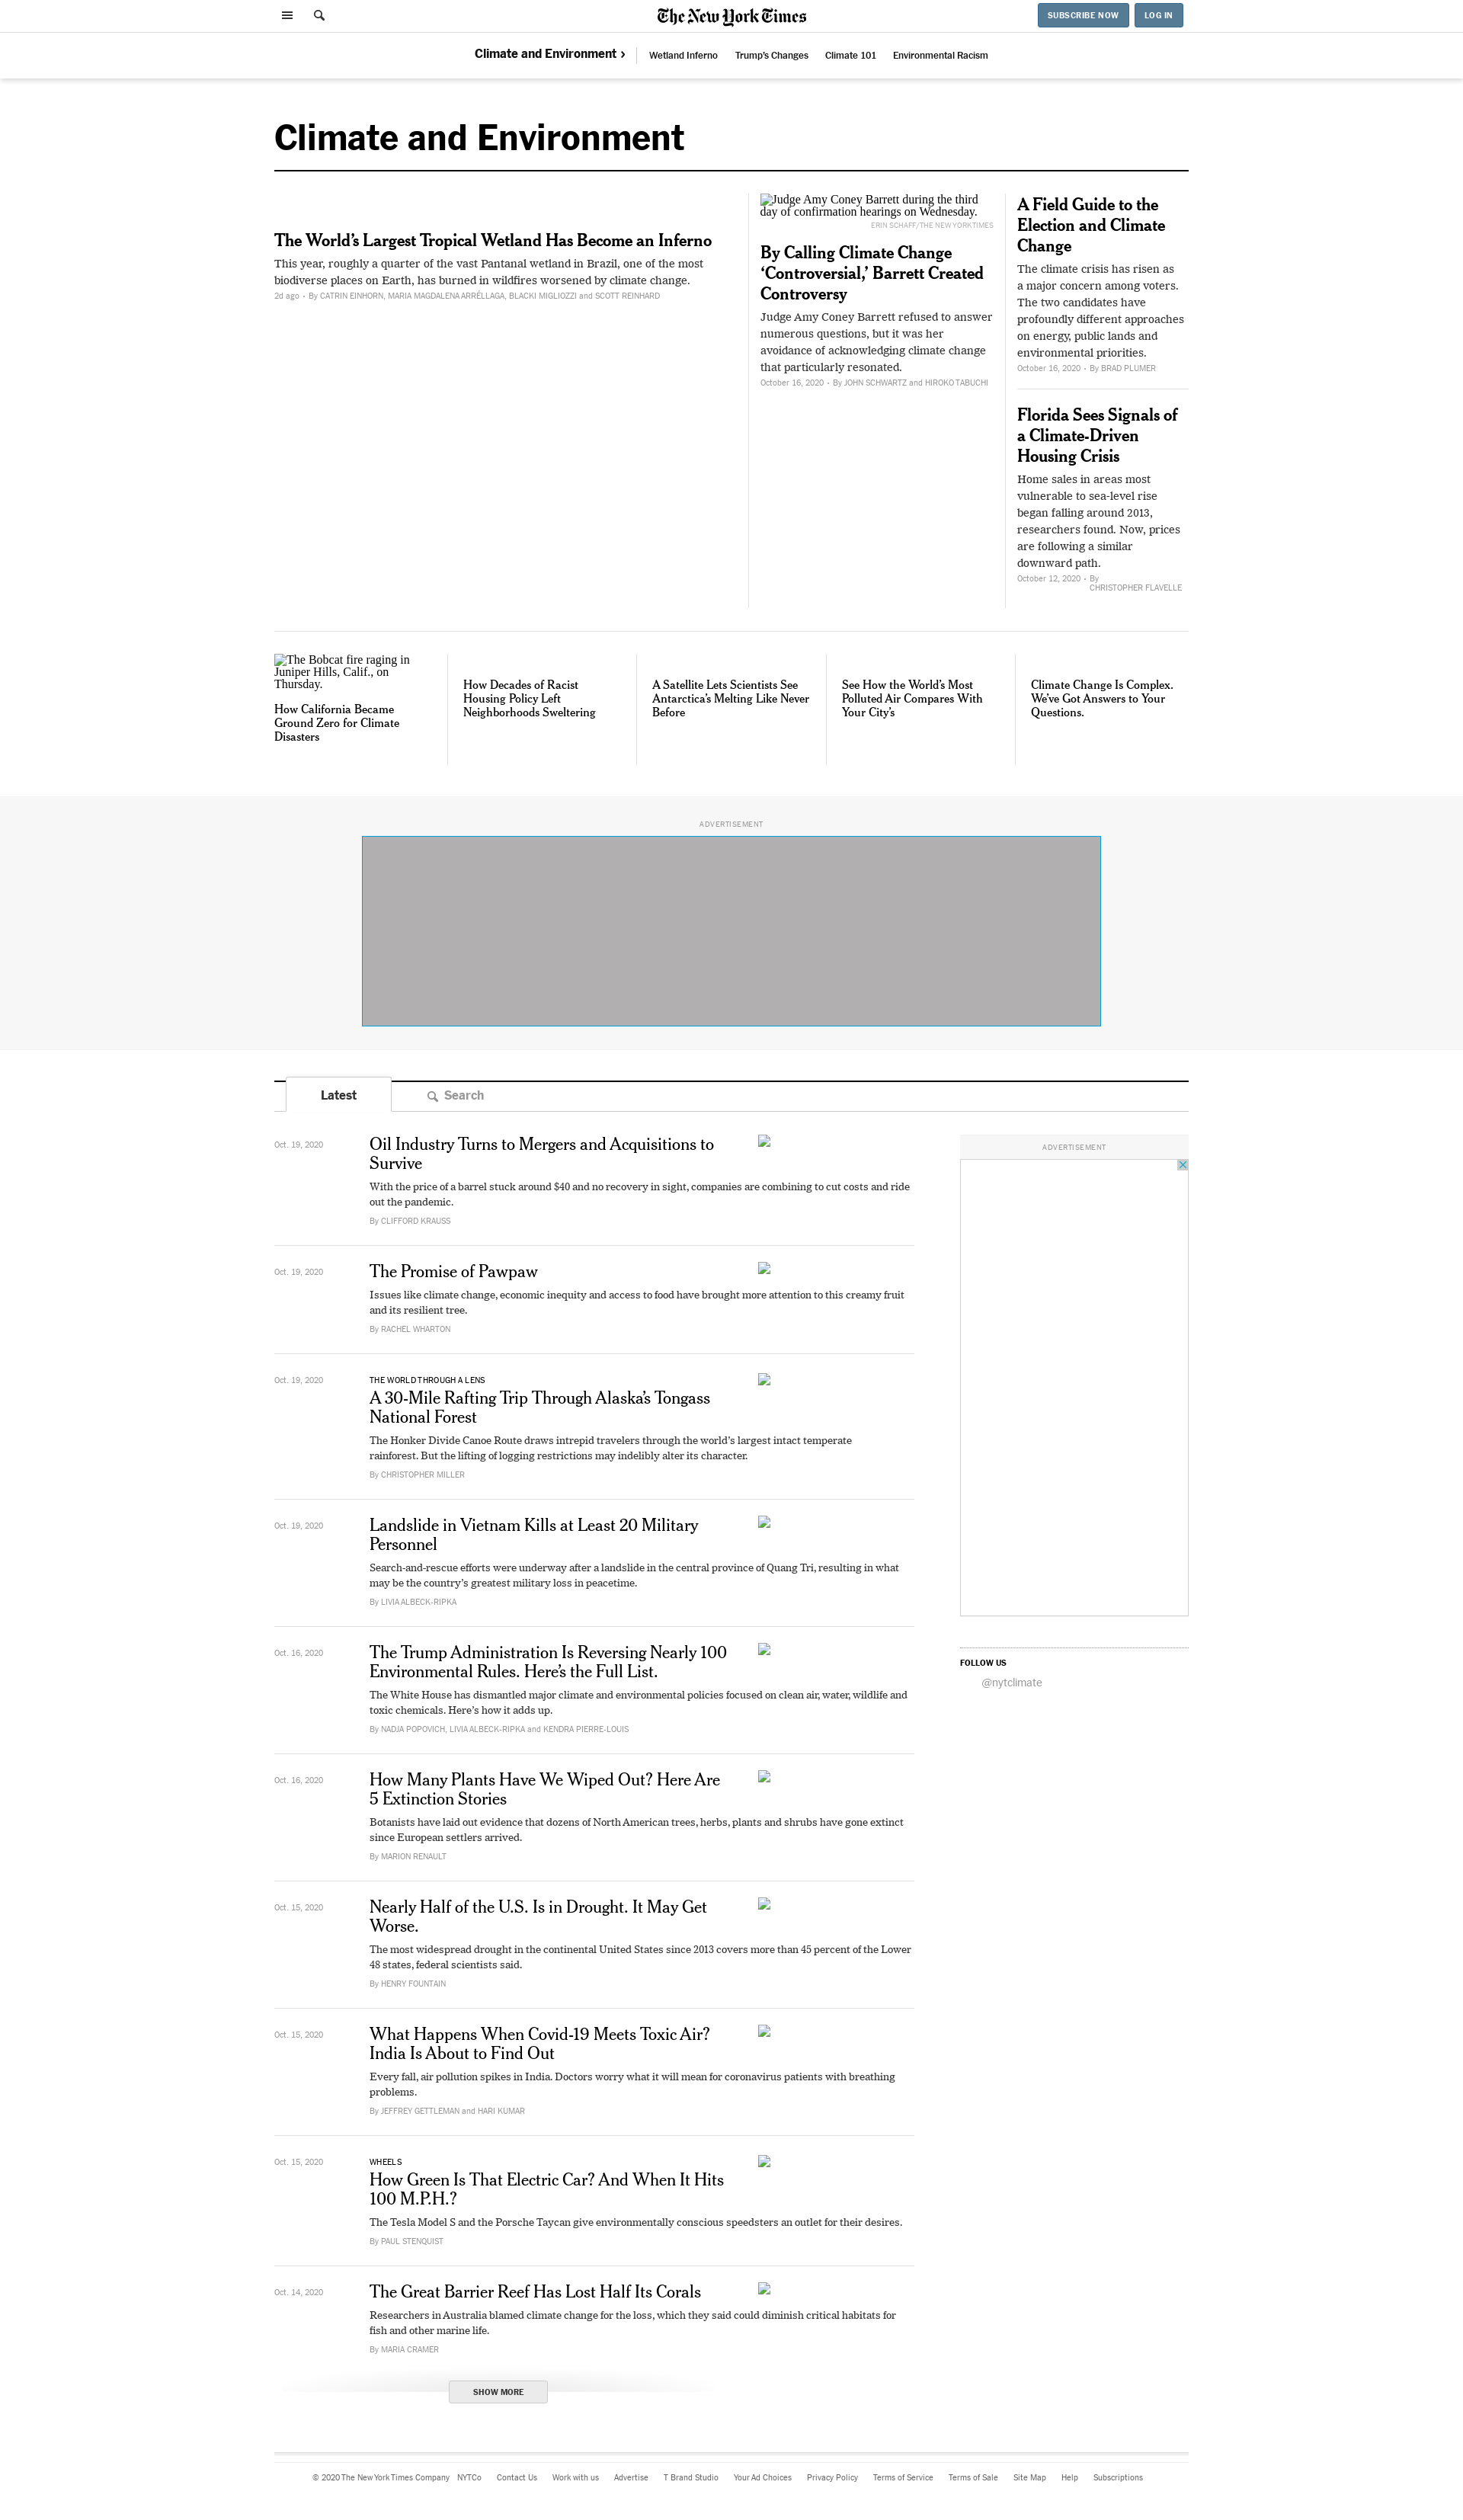 The New York Times
SUBSCRIBE NOW
LOG IN
Climate and Environment ›
Wetland Inferno
Trump's Changes
Climate 101
Environmental Racism
Climate and Environment
The World's Largest Tropical Wetland Has Become an Inferno
This year, roughly a quarter of the vast Pantanal wetland in Brazil, one of the most
biodiverse places on Earth, has burned in wildfires worsened by climate change.
2d ago • By CATRIN EINHORN, MARIA MAGDALENA ARRÉLLAGA, BLACKI MIGLIOZZI and SCOTT REINHARD
Judge Amy Coney Barrett during the third
day of confirmation hearings on Wednesday.
ERIN SCHAFF/THE NEW YORK TIMES
By Calling Climate Change
‘Controversial,’ Barrett Created
Controversy
Judge Amy Coney Barrett refused to answer
numerous questions, but it was her
avoidance of acknowledging climate change
that particularly resonated.
October 16, 2020 • By JOHN SCHWARTZ and HIROKO TABUCHI
A Field Guide to the
Election and Climate
Change
The climate crisis has risen as
a major concern among voters.
The two candidates have
profoundly different approaches
on energy, public lands and
environmental priorities.
October 16, 2020 • By BRAD PLUMER
Florida Sees Signals of
a Climate-Driven
Housing Crisis
Home sales in areas most
vulnerable to sea-level rise
began falling around 2013,
researchers found. Now, prices
are following a similar
downward path.
October 12, 2020 • By
CHRISTOPHER FLAVELLE
The Bobcat fire raging in
Juniper Hills, Calif., on
Thursday.
How California Became
Ground Zero for Climate
Disasters
How Decades of Racist
Housing Policy Left
Neighborhoods Sweltering
A Satellite Lets Scientists See
Antarctica's Melting Like Never
Before
See How the World's Most
Polluted Air Compares With
Your City's
Climate Change Is Complex.
We've Got Answers to Your
Questions.
ADVERTISEMENT
Latest
Search
Oct. 19, 2020
Oil Industry Turns to Mergers and Acquisitions to
Survive
With the price of a barrel stuck around $40 and no recovery in sight, companies are combining to cut costs and ride
out the pandemic.
By CLIFFORD KRAUSS
Oct. 19, 2020
The Promise of Pawpaw
Issues like climate change, economic inequity and access to food have brought more attention to this creamy fruit
and its resilient tree.
By RACHEL WHARTON
Oct. 19, 2020
THE WORLD THROUGH A LENS
A 30-Mile Rafting Trip Through Alaska's Tongass
National Forest
The Honker Divide Canoe Route draws intrepid travelers through the world's largest intact temperate
rainforest. But the lifting of logging restrictions may indelibly alter its character.
By CHRISTOPHER MILLER
Oct. 19, 2020
Landslide in Vietnam Kills at Least 20 Military
Personnel
Search-and-rescue efforts were underway after a landslide in the central province of Quang Tri, resulting in what
may be the country's greatest military loss in peacetime.
By LIVIA ALBECK-RIPKA
Oct. 16, 2020
The Trump Administration Is Reversing Nearly 100
Environmental Rules. Here's the Full List.
The White House has dismantled major climate and environmental policies focused on clean air, water, wildlife and
toxic chemicals. Here's how it adds up.
By NADJA POPOVICH, LIVIA ALBECK-RIPKA and KENDRA PIERRE-LOUIS
Oct. 16, 2020
How Many Plants Have We Wiped Out? Here Are
5 Extinction Stories
Botanists have laid out evidence that dozens of North American trees, herbs, plants and shrubs have gone extinct
since European settlers arrived.
By MARION RENAULT
Oct. 15, 2020
Nearly Half of the U.S. Is in Drought. It May Get
Worse.
The most widespread drought in the continental United States since 2013 covers more than 45 percent of the Lower
48 states, federal scientists said.
By HENRY FOUNTAIN
Oct. 15, 2020
What Happens When Covid-19 Meets Toxic Air?
India Is About to Find Out
Every fall, air pollution spikes in India. Doctors worry what it will mean for coronavirus patients with breathing
problems.
By JEFFREY GETTLEMAN and HARI KUMAR
Oct. 15, 2020
WHEELS
How Green Is That Electric Car? And When It Hits
100 M.P.H.?
The Tesla Model S and the Porsche Taycan give environmentally conscious speedsters an outlet for their desires.
By PAUL STENQUIST
Oct. 14, 2020
The Great Barrier Reef Has Lost Half Its Corals
Researchers in Australia blamed climate change for the loss, which they said could diminish critical habitats for
fish and other marine life.
By MARIA CRAMER
SHOW MORE
ADVERTISEMENT
FOLLOW US
@nytclimate
© 2020 The New York Times Company
NYTCo
Contact Us
Work with us
Advertise
T Brand Studio
Your Ad Choices
Privacy Policy
Terms of Service
Terms of Sale
Site Map
Help
Subscriptions